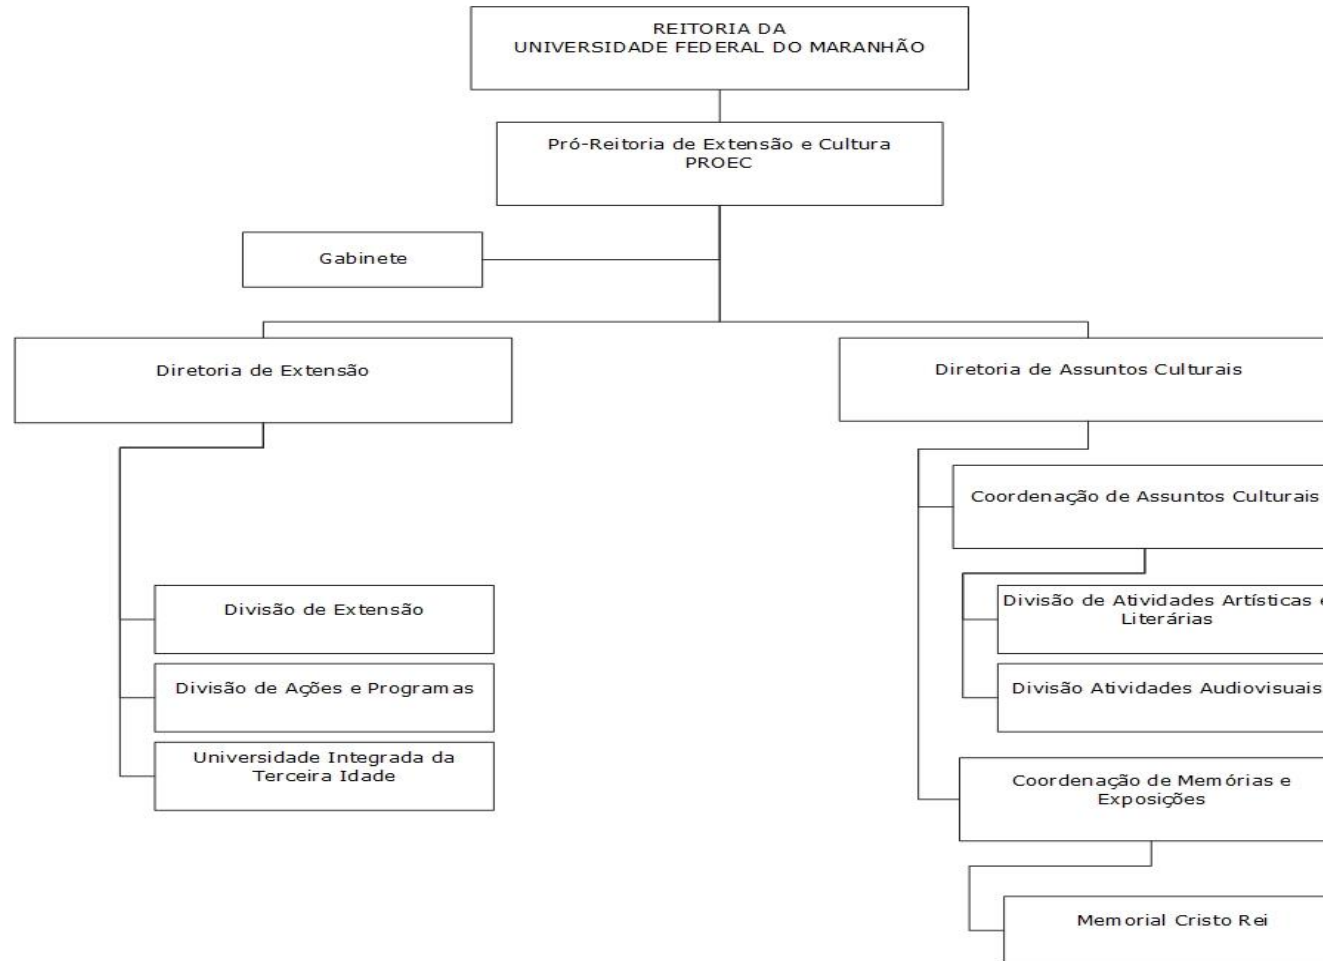 REITORIA DA
UNIVERSIDADE FEDERAL DO MARANHÃO
Pró-Reitoria de Extensão e Cultura
PROEC
Gabinete
Diretoria de Extensão
Diretoria de Assuntos Culturais
Coordenação de Assuntos Culturais
Divisão de Extensão
Divisão de Atividades Artísticas e
Literárias
Divisão de Ações e Programas
Divisão Atividades Audiovisuais
Universidade Integrada da
Terceira Idade
Coordenação de Memórias e
Exposições
Memorial Cristo Rei